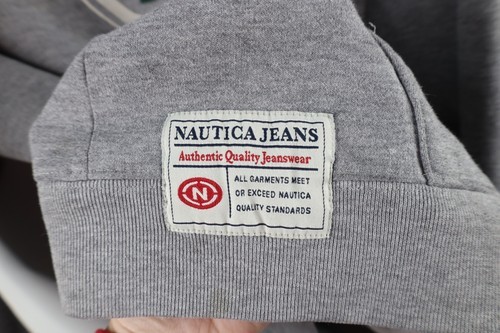 NAUTICA JEANS
Authentic Quality Jeanswear
N
ALL GARMENTS MEET
OR EXCEED NAUTICA
QUALITY STANDARDS